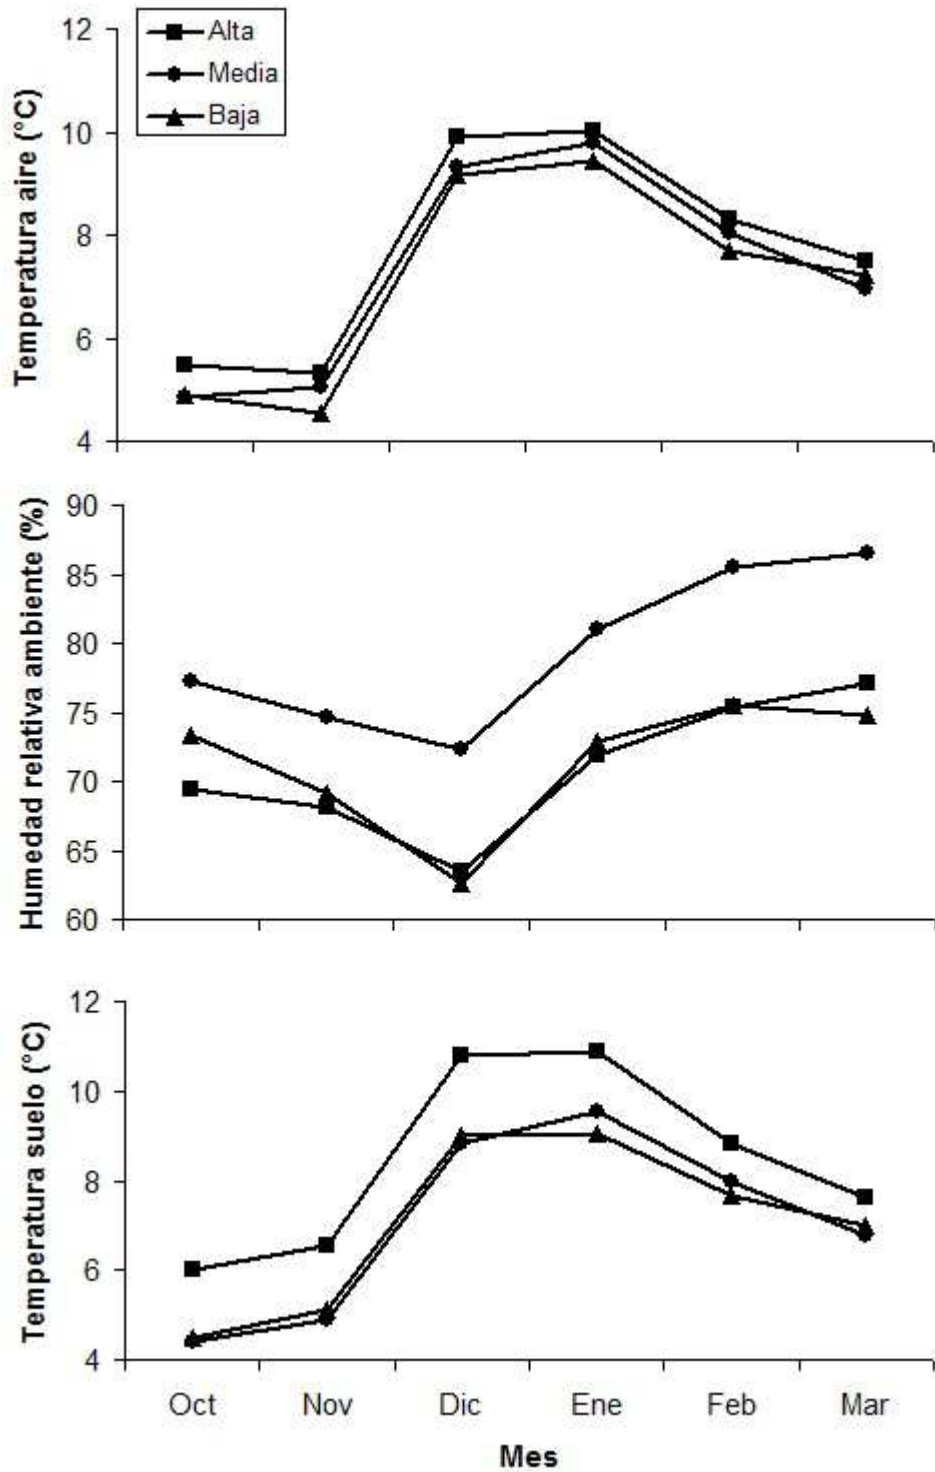 Temperatura aire (°C)
12
10
8
6
4
Alta
Media
Baja
Humedad relativa ambiente (%)
90
85
80
75
70
65
60
Temperatura suelo (°C)
12
10
8
6
4
Oct Nov Dic Ene Feb Mar
Mes